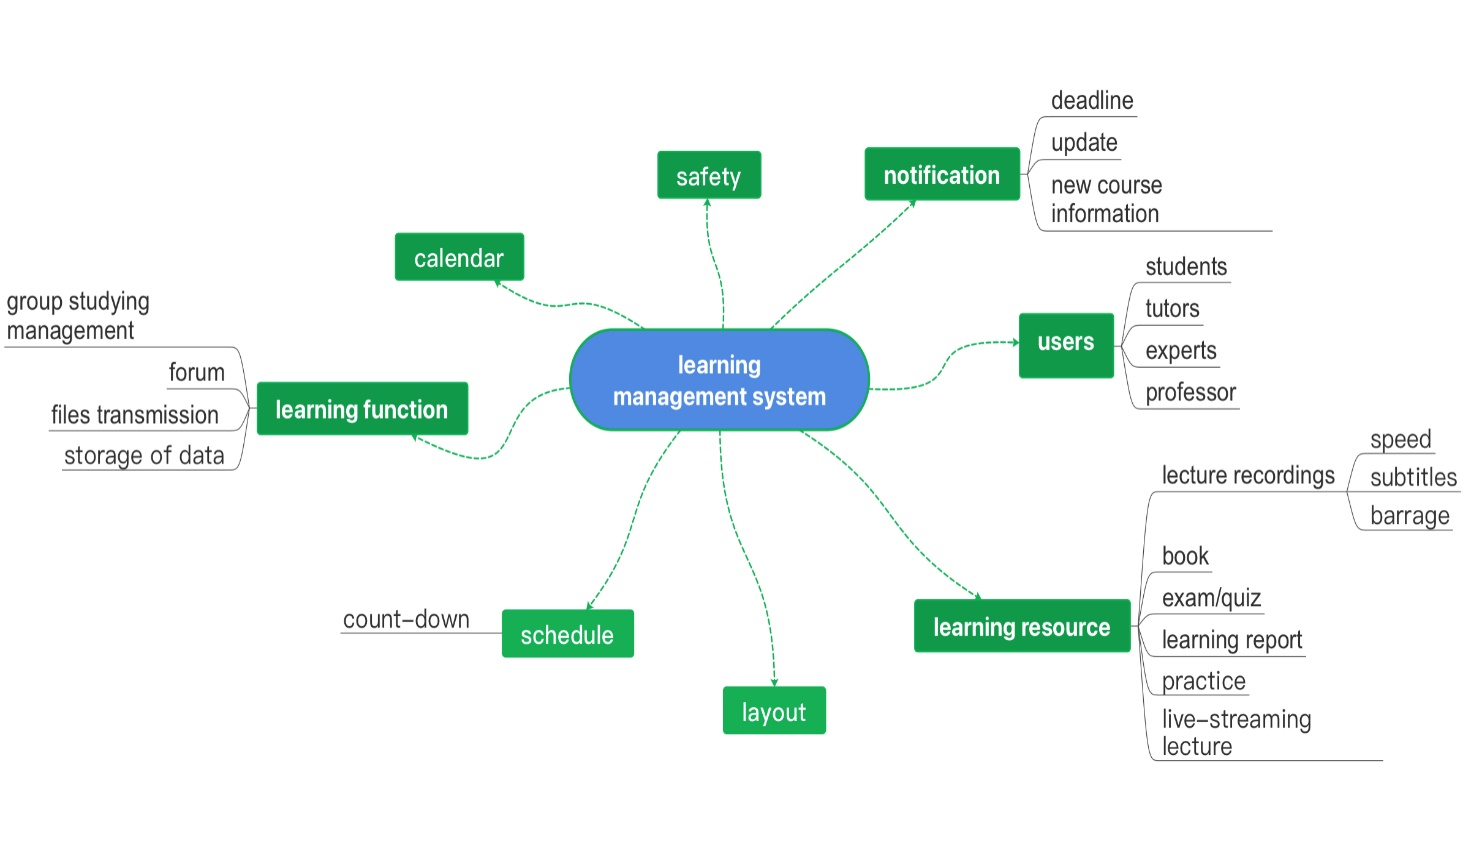 deadline
update
new course
information
notification
safety
calendar
students
tutors
experts
professor
users
group studying
management
forum
files transmission
storage of data
learning function
learning
management system
speed
subtitles
barrage
lecture recordings
book
exam/quiz
learning report
practice
live–streaming
lecture
learning resource
count–down
schedule
layout